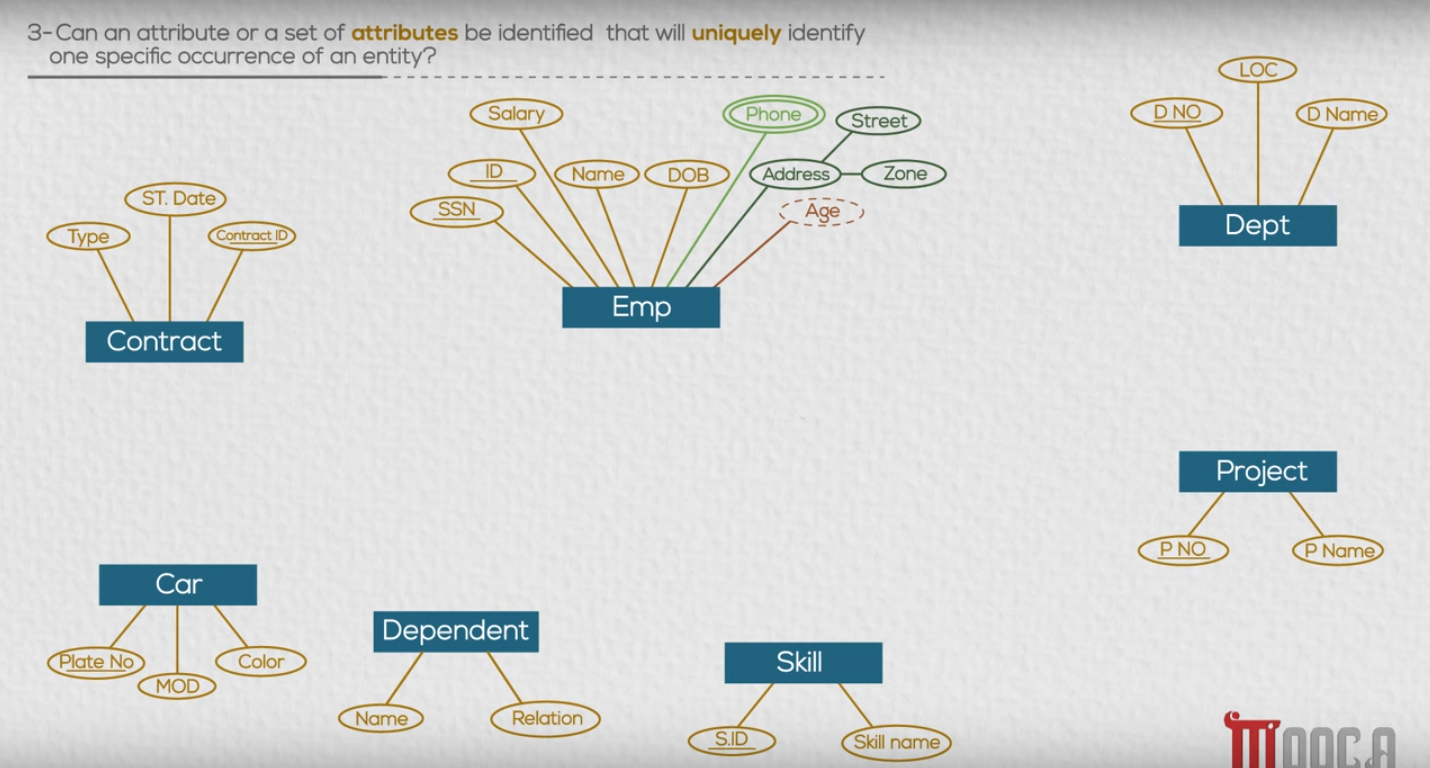 3- Can an attribute or a set of attributes be identified that will uniquely identify
one specific occurrence of an entity?
LOC
D NO
D Name
Dept
Salary
Phone
Street
ID
Name
DOB
Address
Zone
SSN
Age
Emp
ST. Date
Type
Contract ID
Contract
Project
P NO
P Name
Car
Plate No
MOD
Color
Dependent
Name
Relation
Skill
S.ID
Skill name
MOOCA